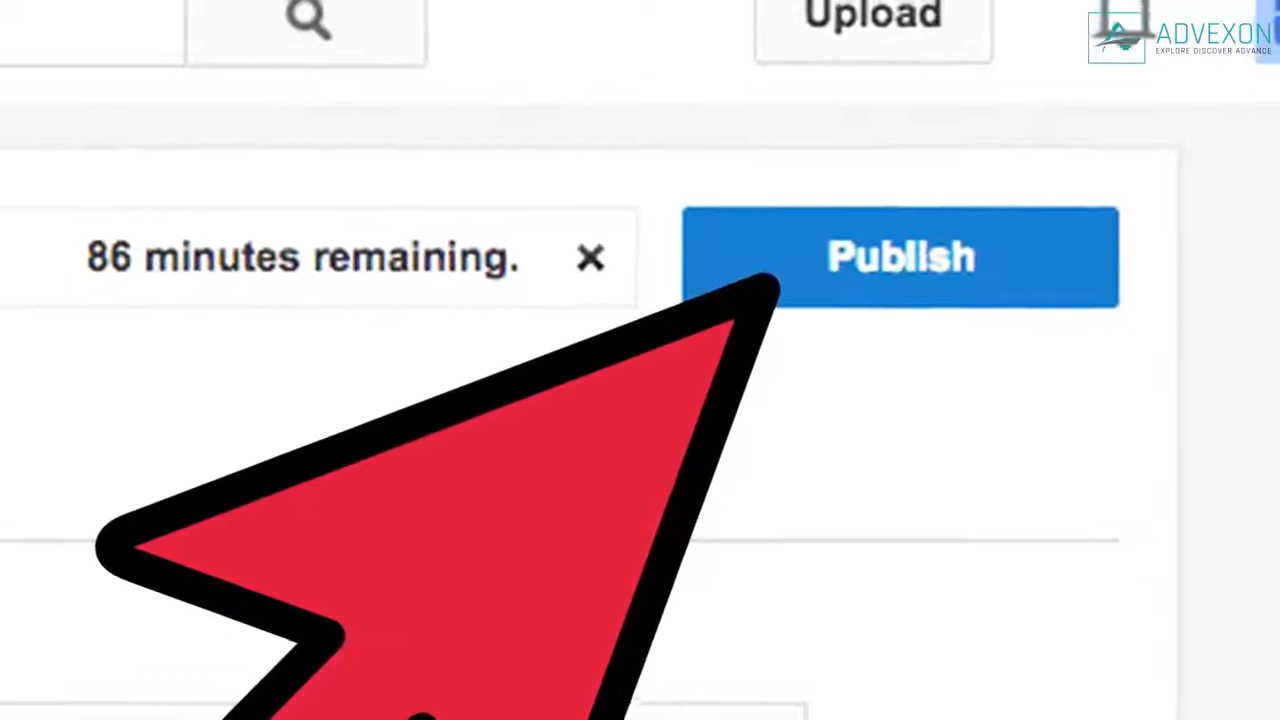 Upload
ADVEXON
EXPLORE DISCOVER ADVANCE
86 minutes remaining.
Publish